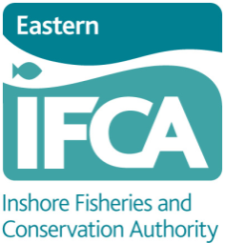 Eastern
IFCA
Inshore Fisheries and
Conservation Authority